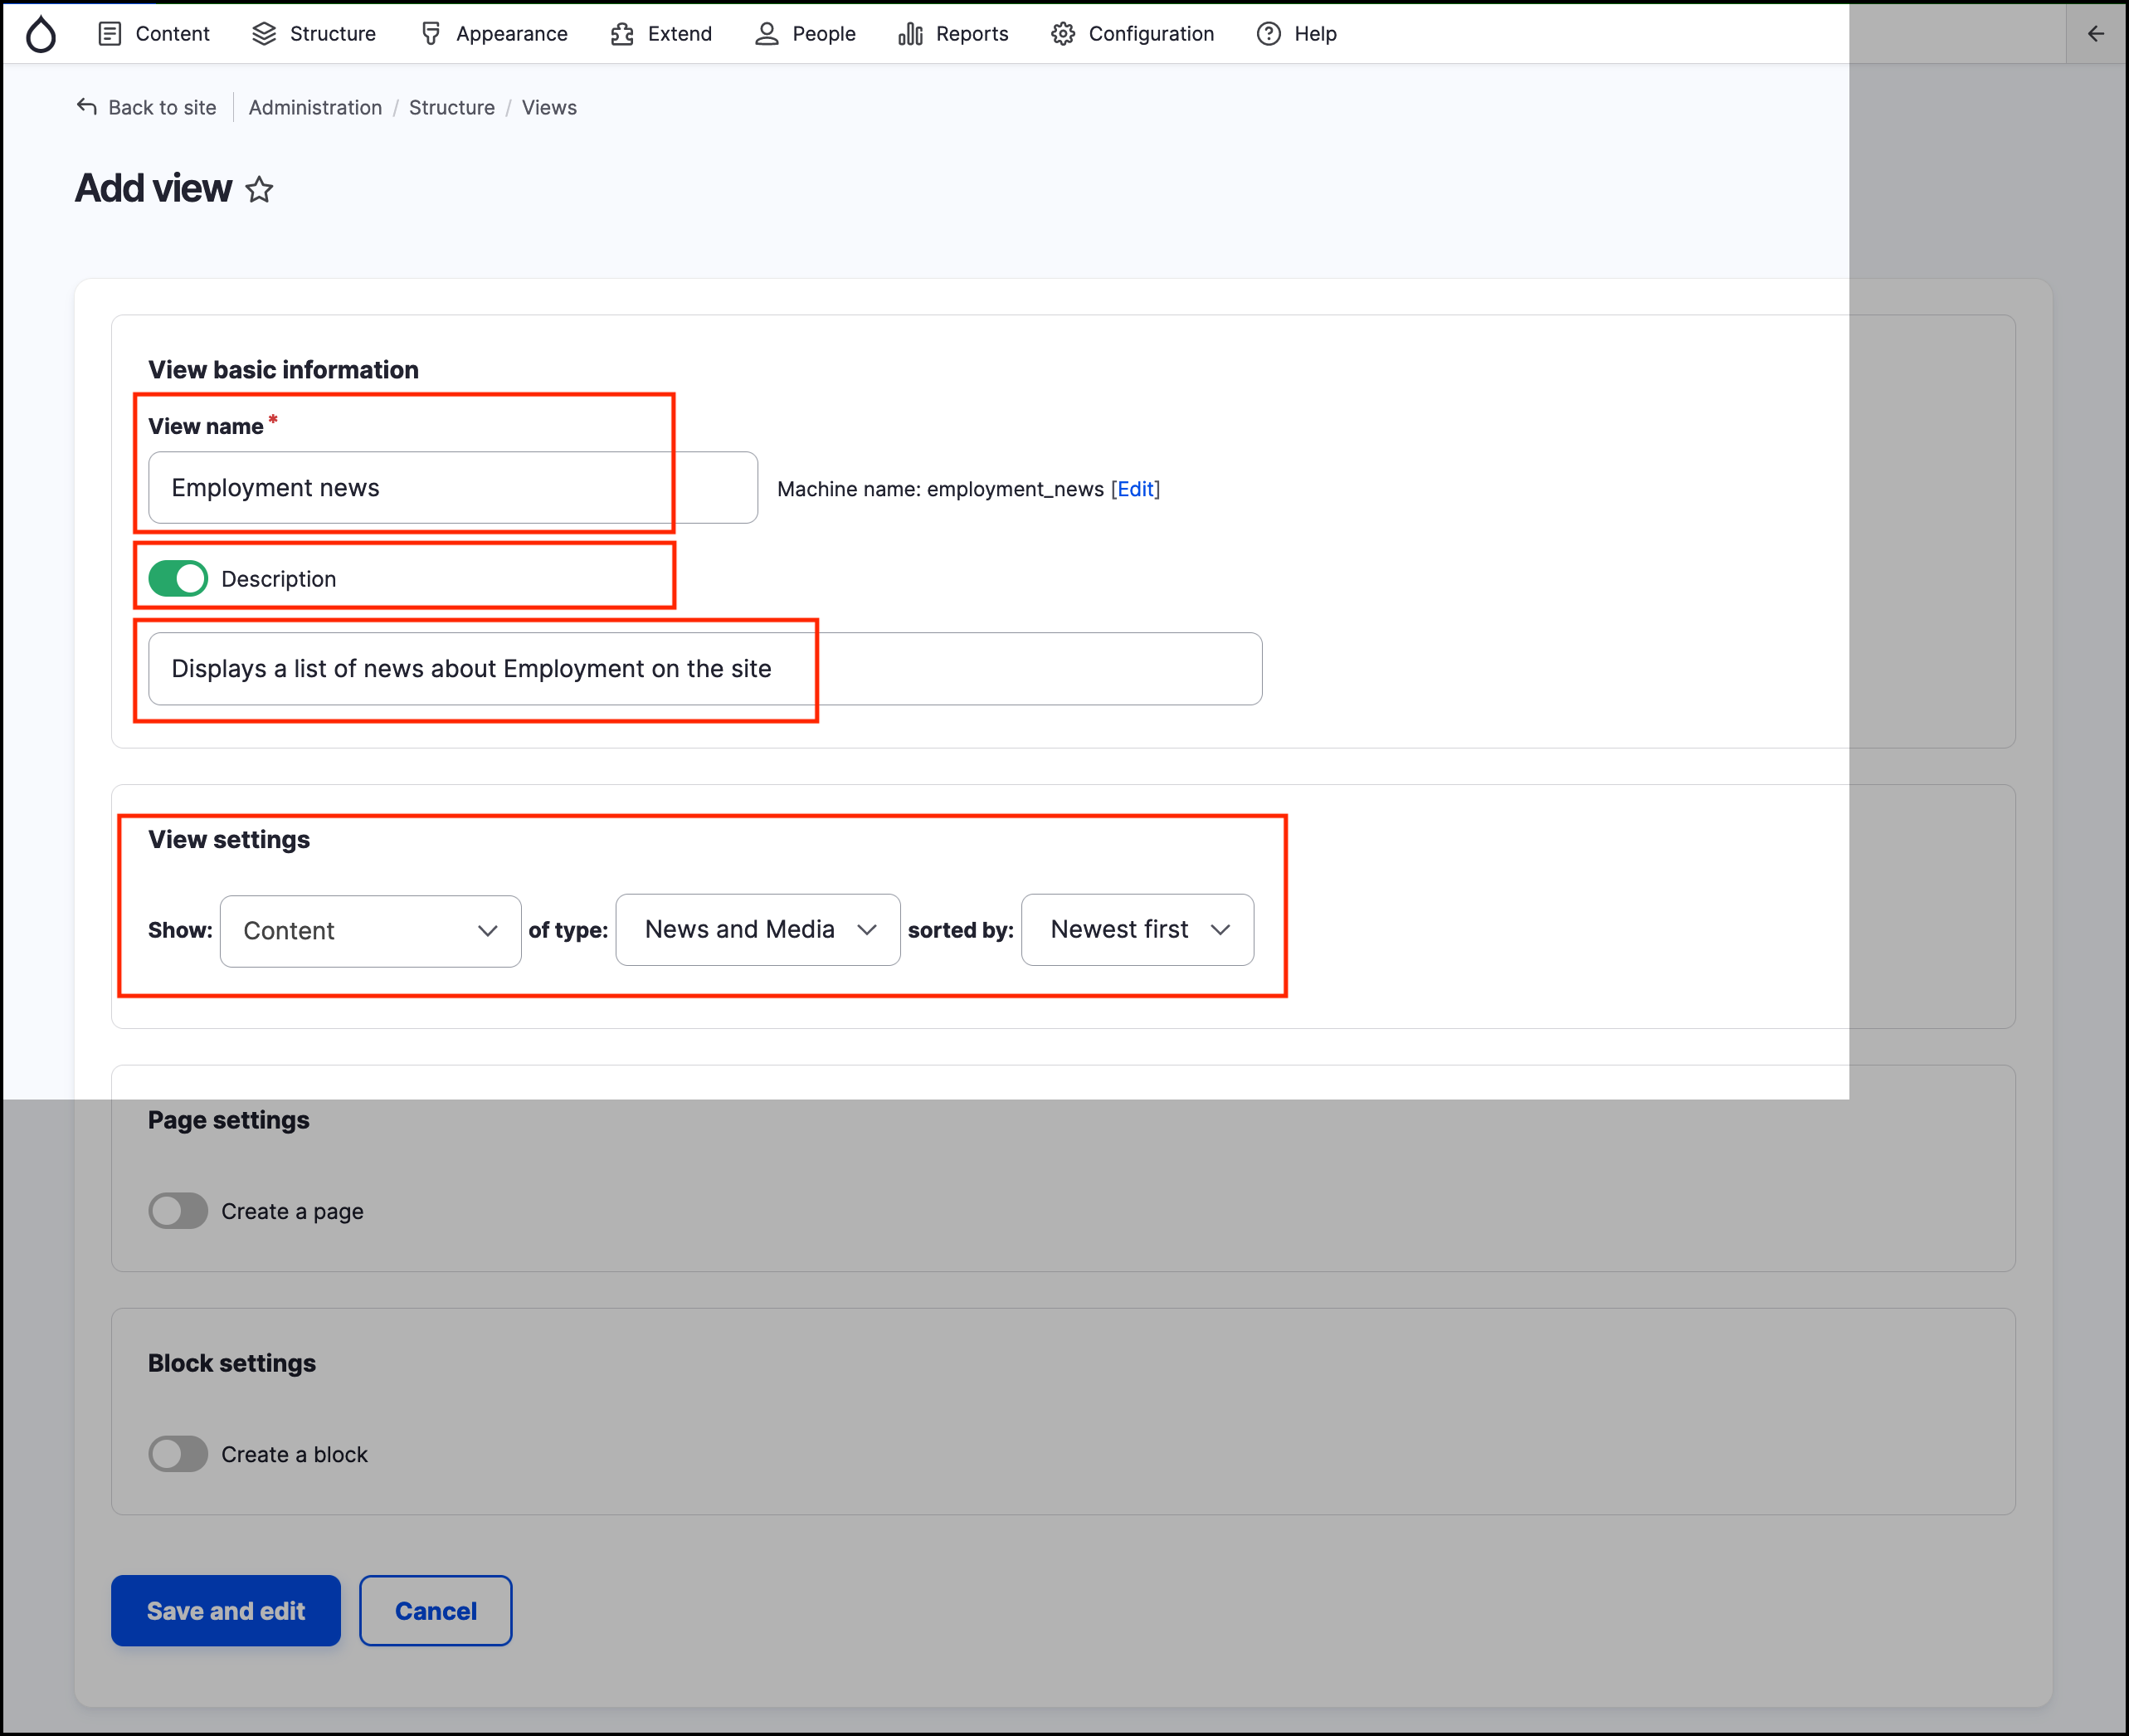 Content Structure Appearance Extend People Reports Configuration Help
Back to site Administration / Structure / Views
Add view
View basic information
View name*
Employment news
Machine name: employment_news [Edit]
Description
Displays a list of news about Employment on the site
View settings
Show: Content of type: News and Media sorted by: Newest first
Page settings
Create a page
Block settings
Create a block
Save and edit Cancel